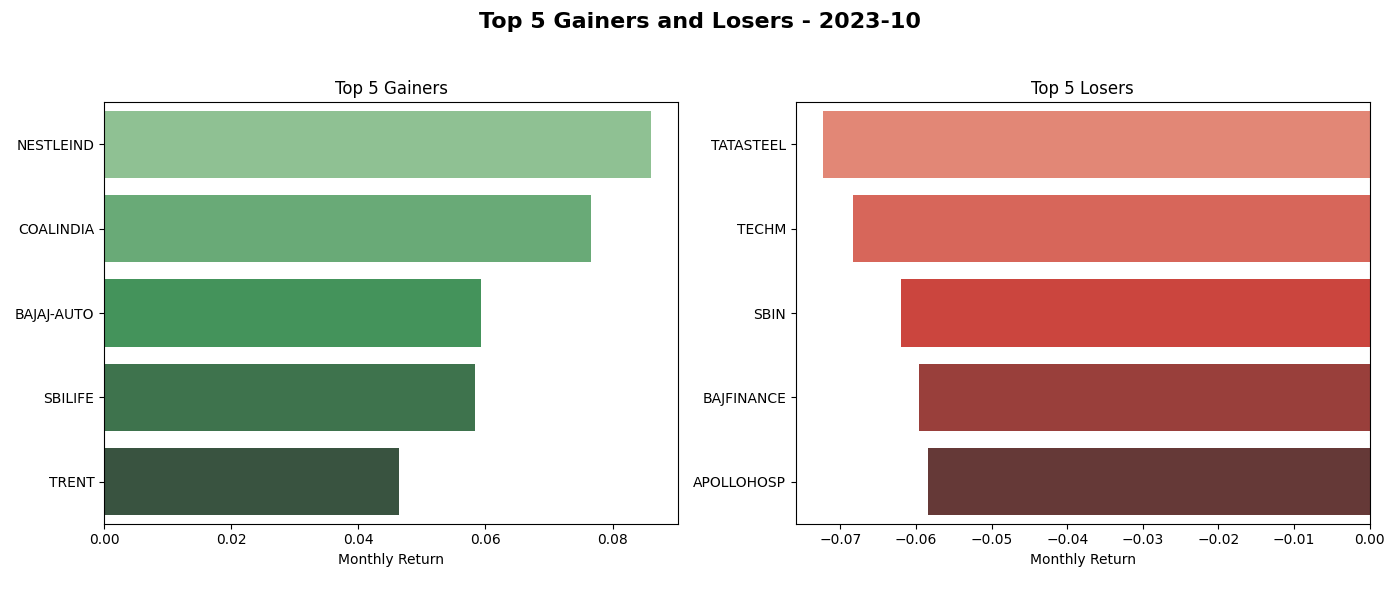 Top 5 Gainers and Losers - 2023-10
Top 5 Gainers
NESTLEIND
COALINDIA
BAJAJ-AUTO
SBILIFE
TRENT
0.00 0.02 0.04 0.06 0.08
Monthly Return
Top 5 Losers
TATASTEEL
TECHM
SBIN
BAJFINANCE
APOLLOHOSP
−0.07 −0.06 −0.05 −0.04 −0.03 −0.02 −0.01 0.00
Monthly Return